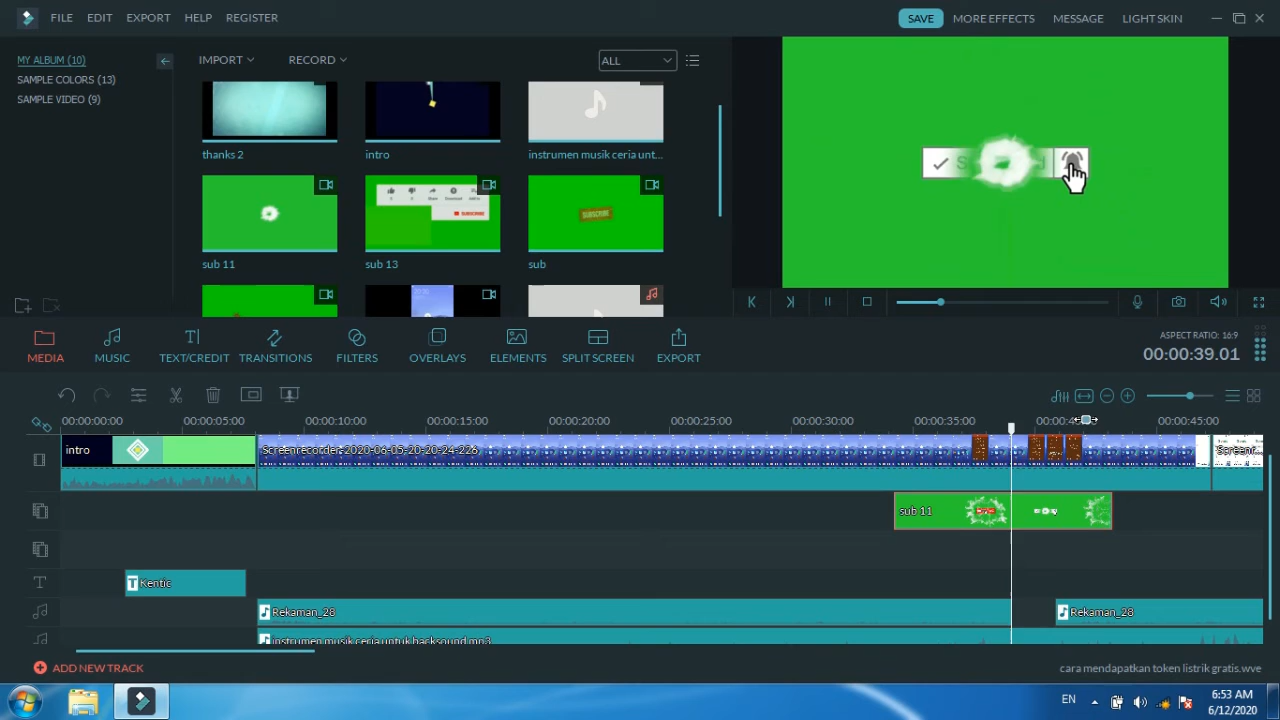 FILE EDIT EXPORT HELP REGISTER SAVE MORE EFFECTS MESSAGE LIGHT SKIN
MY ALBUM (10)
SAMPLE COLORS (13)
SAMPLE VIDEO (9)
IMPORT RECORD ALL
thanks 2 intro instrumen musik ceria unt...
SUBSCRIBE
SUBSCRIBE
sub 11 sub 13 sub
MEDIA MUSIC TEXT/CREDIT TRANSITIONS FILTERS OVERLAYS ELEMENTS SPLIT SCREEN EXPORT
ASPECT RATIO: 16:9
00:00:39.01
00:00:00:00 00:00:05:00 00:00:10:00 00:00:15:00 00:00:20:00 00:00:25:00 00:00:30:00 00:00:35:00 00:00:45:00
intro Screenrecorder-2020-06-05-20-20-24-226 Screenr...
sub 11
Kentic
Rekaman_28 Rekaman_28
instrumen musik ceria untuk backsound.mp3
ADD NEW TRACK cara mendapatkan token listrik gratis.wve
EN 6:53 AM
6/12/2020